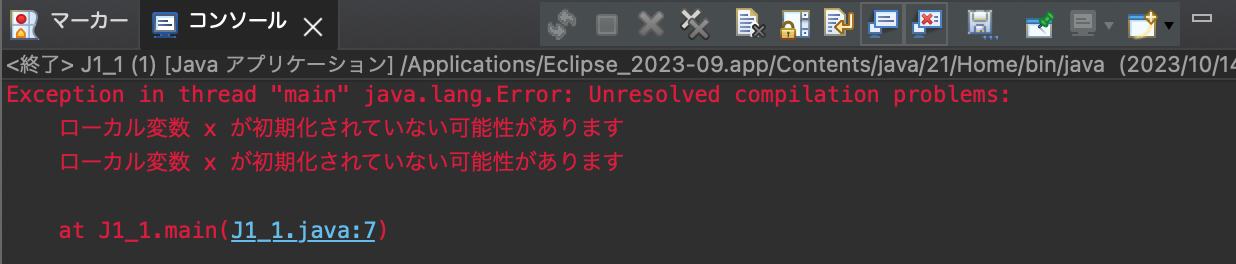 マーカー コンソール
<終了> J1_1 (1) [Java アプリケーション] /Applications/Eclipse_2023-09.app/Contents/java/21/Home/bin/java (2023/10/14
Exception in thread "main" java.lang.Error: Unresolved compilation problems:
ローカル変数 x が初期化されていない可能性があります
ローカル変数 x が初期化されていない可能性があります
at J1_1.main(J1_1.java:7)